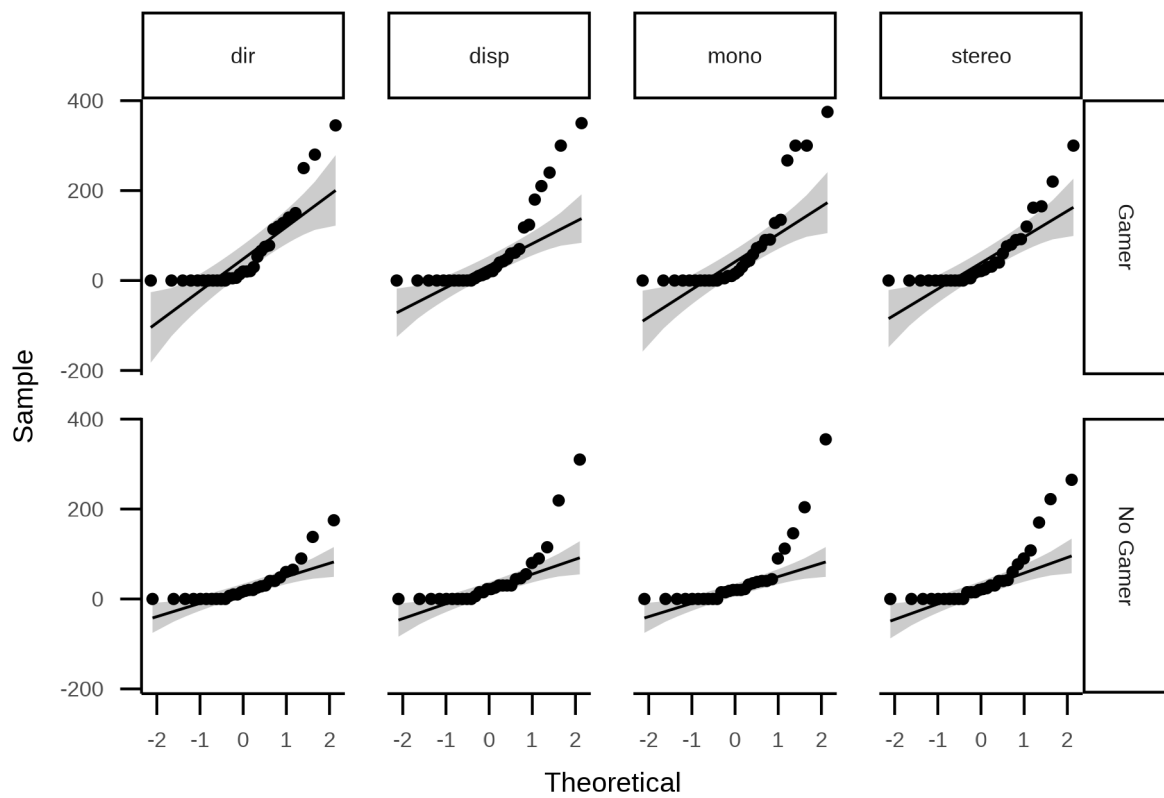 dir disp mono stereo
400
200
0
-200
Gamer
400
200
0
-200
No Gamer
Sample
-2 -1 0 1 2 -2 -1 0 1 2 -2 -1 0 1 2 -2 -1 0 1 2
Theoretical